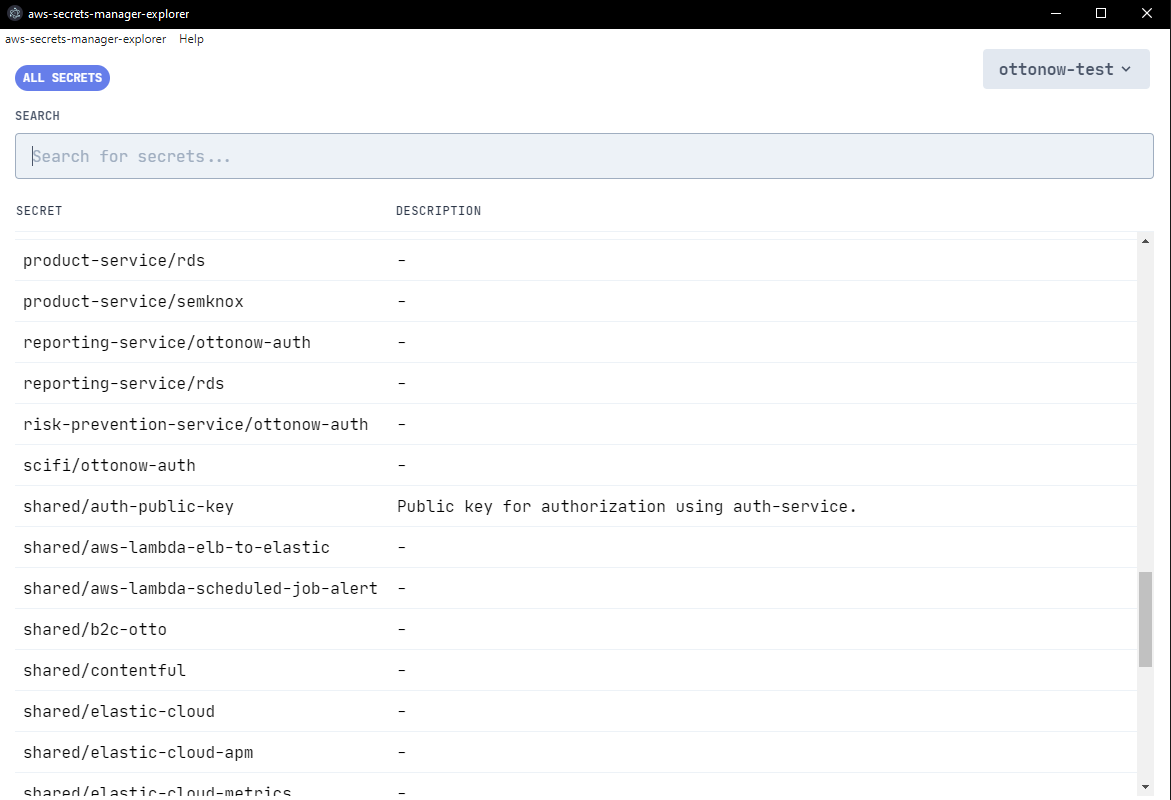 aws-secrets-manager-explorer
aws-secrets-manager-explorer Help
ALL SECRETS
ottonow-test
SEARCH
Search for secrets...
SECRET DESCRIPTION
product-service/rds -
product-service/semknox -
reporting-service/ottonow-auth -
reporting-service/rds -
risk-prevention-service/ottonow-auth -
scifi/ottonow-auth -
shared/auth-public-key Public key for authorization using auth-service.
shared/aws-lambda-elb-to-elastic -
shared/aws-lambda-scheduled-job-alert -
shared/b2c-otto -
shared/contentful -
shared/elastic-cloud -
shared/elastic-cloud-apm -
shared/elastic-cloud-metrics -